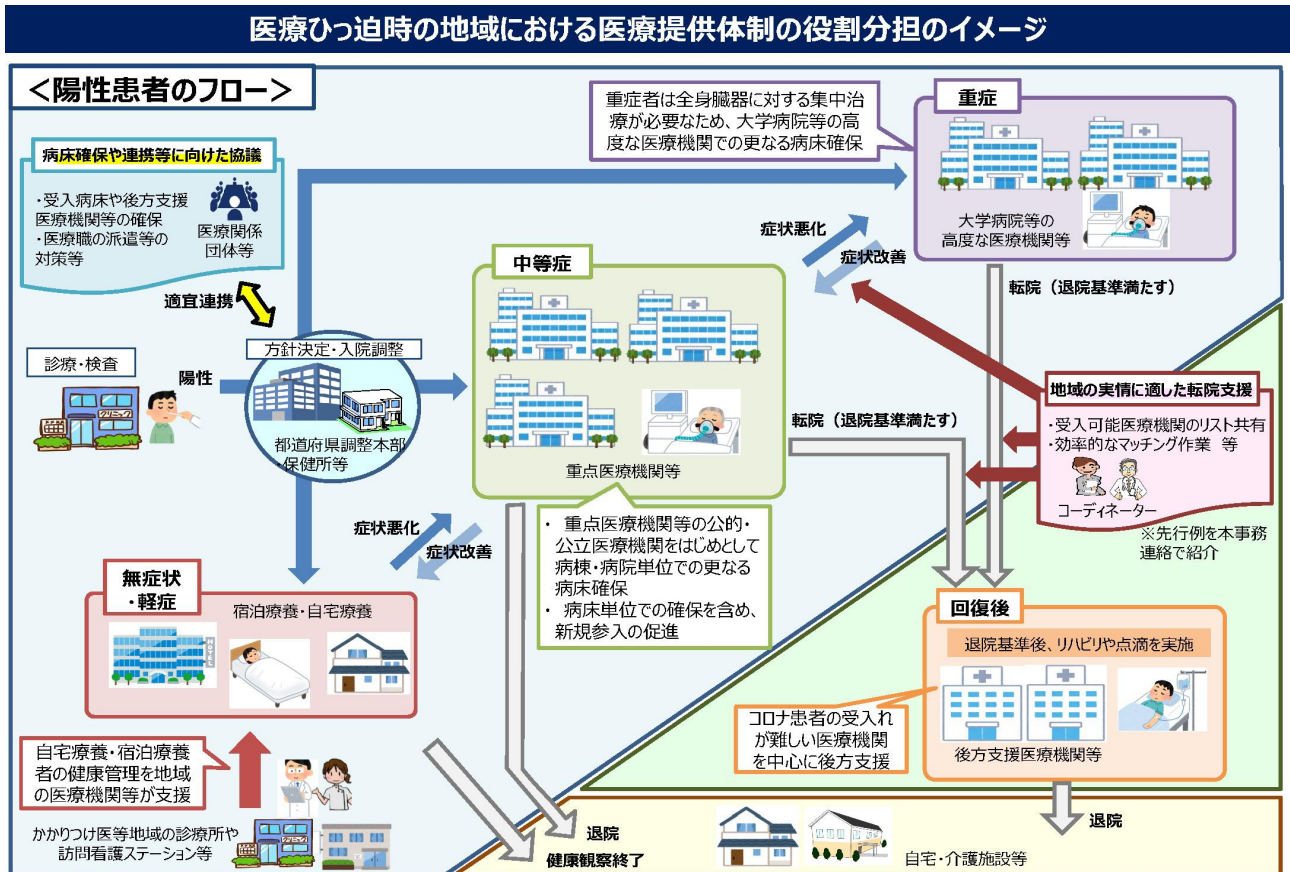 医療ひっ迫時の地域における医療提供体制の役割分担のイメージ
＜陽性患者のフロー＞
病床確保や連携等に向けた協議
・受入病床や後方支援
医療機関等の確保
・医療職の派遣等の
対策等
医療関係
団体等
適宜連携
診療・検査
クリニック
陽性
方針決定・入院調整
都道府県調整本部
・保健所等
重症者は全身臓器に対する集中治
療が必要なため、大学病院等の高
度な医療機関での更なる病床確保
重症
大学病院等の
高度な医療機関等
症状悪化
症状改善
中等症
重点医療機関等
転院（退院基準満たす）
転院（退院基準満たす）
地域の実情に適した転院支援
・受入可能医療機関のリスト共有
・効率的なマッチング作業 等
コーディネーター
※先行例を本事務
連絡で紹介
・ 重点医療機関等の公的・
公立医療機関をはじめとして
病棟・病院単位での更なる
病床確保
・ 病床単位での確保を含め、
新規参入の促進
症状悪化
症状改善
無症状
・軽症
宿泊療養・自宅療養
自宅療養・宿泊療養
者の健康管理を地域
の医療機関等が支援
かかりつけ医等地域の診療所や
訪問看護ステーション等
クリニック
回復後
退院基準後、リハビリや点滴を実施
後方支援医療機関等
コロナ患者の受入れ
が難しい医療機関
を中心に後方支援
退院
健康観察終了
退院
自宅・介護施設等